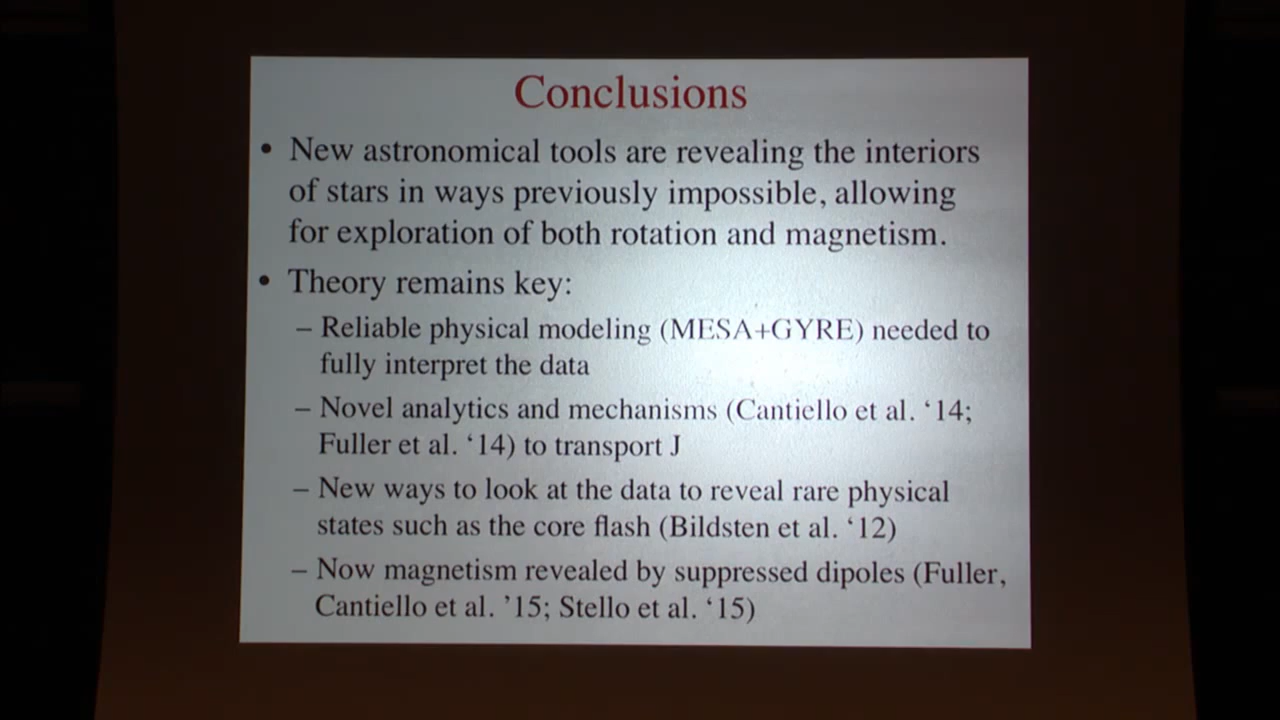 Conclusions
• New astronomical tools are revealing the interiors
of stars in ways previously impossible, allowing
for exploration of both rotation and magnetism.
• Theory remains key:
– Reliable physical modeling (MESA+GYRE) needed to
fully interpret the data
– Novel analytics and mechanisms (Cantiello et al. ‘14;
Fuller et al. ‘14) to transport J
– New ways to look at the data to reveal rare physical
states such as the core flash (Bildsten et al. ‘12)
– Now magnetism revealed by suppressed dipoles (Fuller,
Cantiello et al. ’15; Stello et al. ‘15)